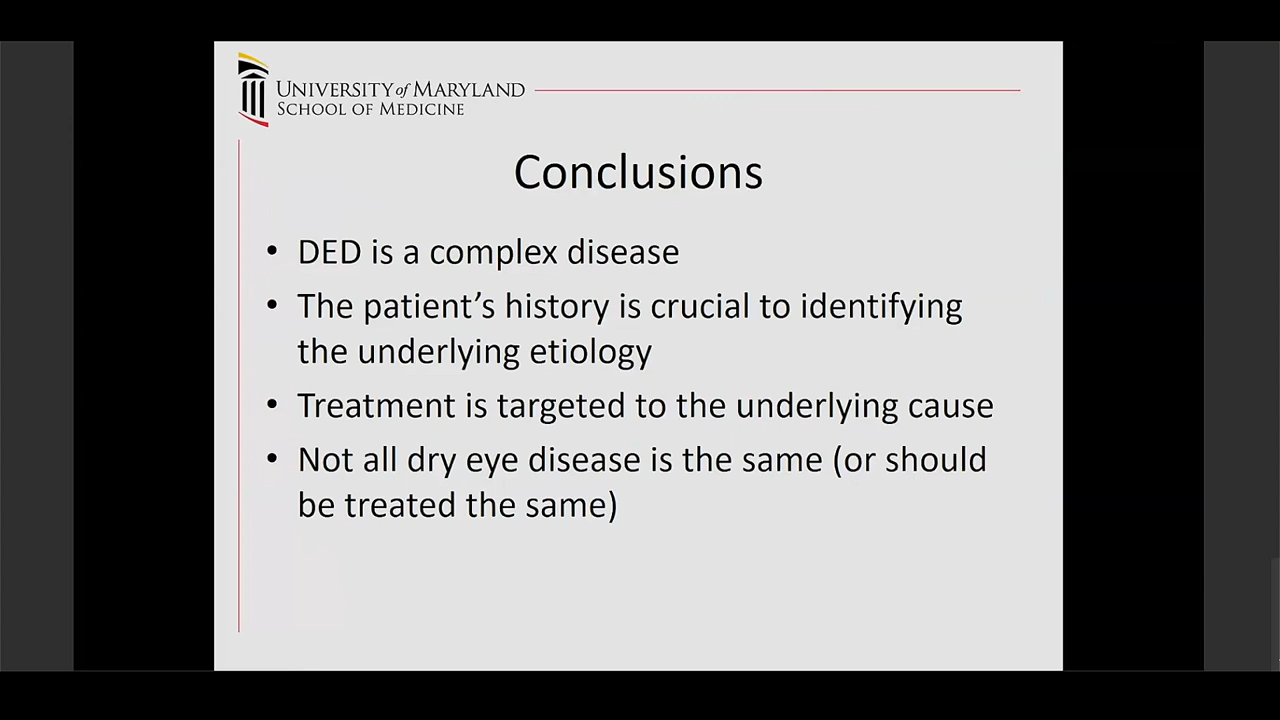 UNIVERSITY of MARYLAND
SCHOOL OF MEDICINE
Conclusions
• DED is a complex disease
• The patient’s history is crucial to identifying
the underlying etiology
• Treatment is targeted to the underlying cause
• Not all dry eye disease is the same (or should
be treated the same)